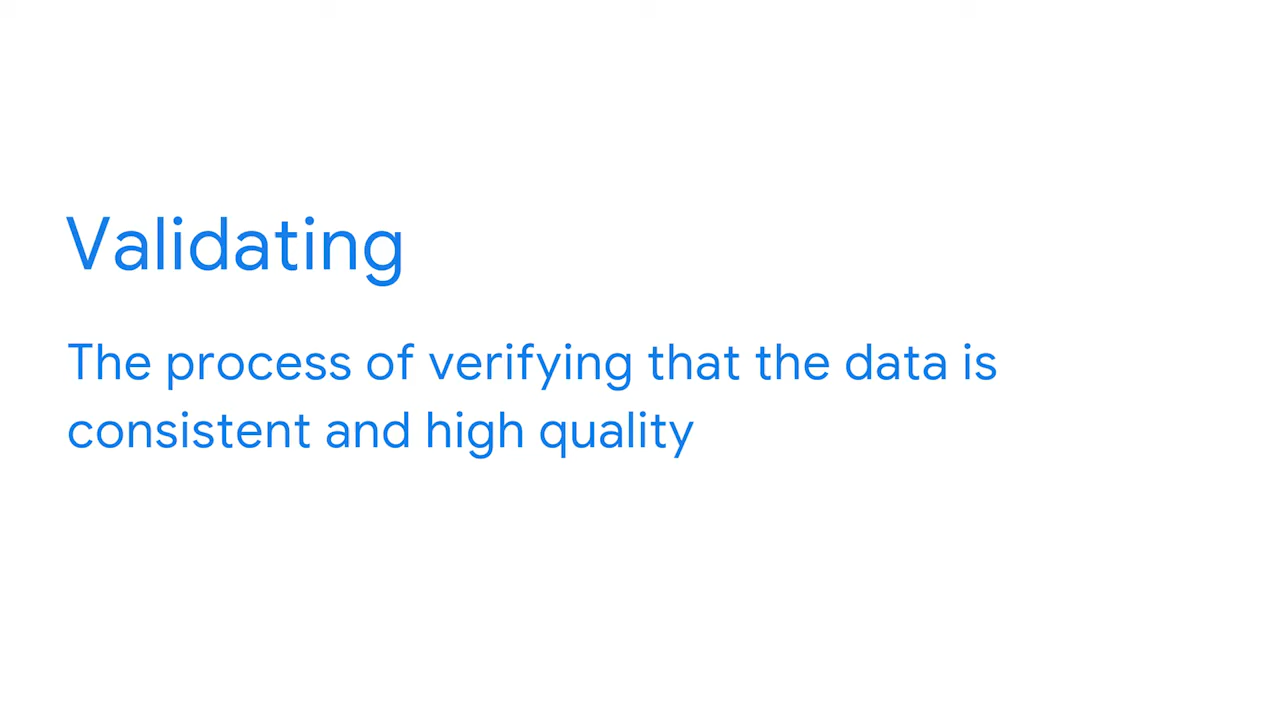 Validating
The process of verifying that the data is
consistent and high quality